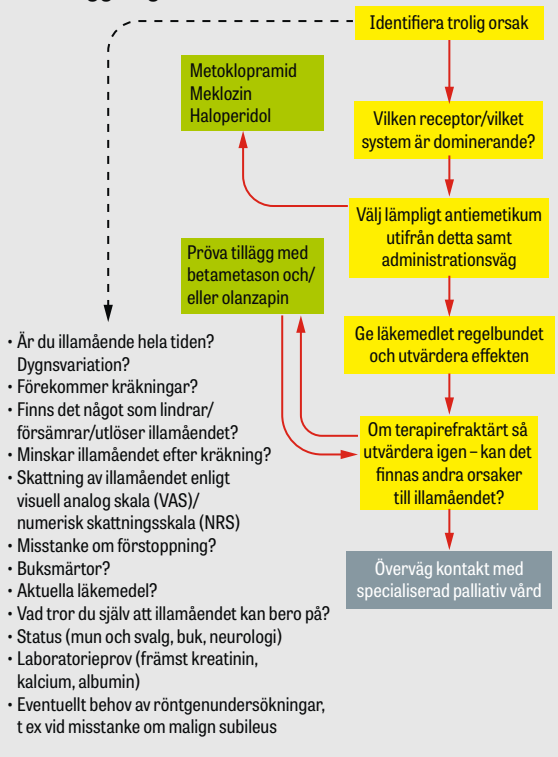 Identifiera trolig orsak
Metoklopramid
Meklozin
Haloperidol
Vilken receptor/vilket
system är dominerande?
Välj lämpligt antiemetikum
utifrån detta samt
administrationsväg
Pröva tillägg med
betametason och/
eller olanzapin
Ge läkemedlet regelbundet
och utvärdera effekten
Om terapirefraktärt så
utvärdera igen – kan det
finnas andra orsaker
till illamåendet?
Överväg kontakt med
specialiserad palliativ vård
• Är du illamående hela tiden?
Dygnsvariation?
• Förekommer kräkningar?
• Finns det något som lindrar/
försämrar/utlöser illamåendet?
• Minskar illamåendet efter kräkning?
• Skattning av illamåendet enligt
visuell analog skala (VAS)/
numerisk skattningsskala (NRS)
• Misstanke om förstoppning?
• Buksmärtor?
• Aktuella läkemedel?
• Vad tror du själv att illamåendet kan bero på?
• Status (mun och svalg, buk, neurologi)
• Laboratorieprov (främst kreatinin,
kalcium, albumin)
• Eventuellt behov av röntgenundersökningar,
t ex vid misstanke om malign subileus